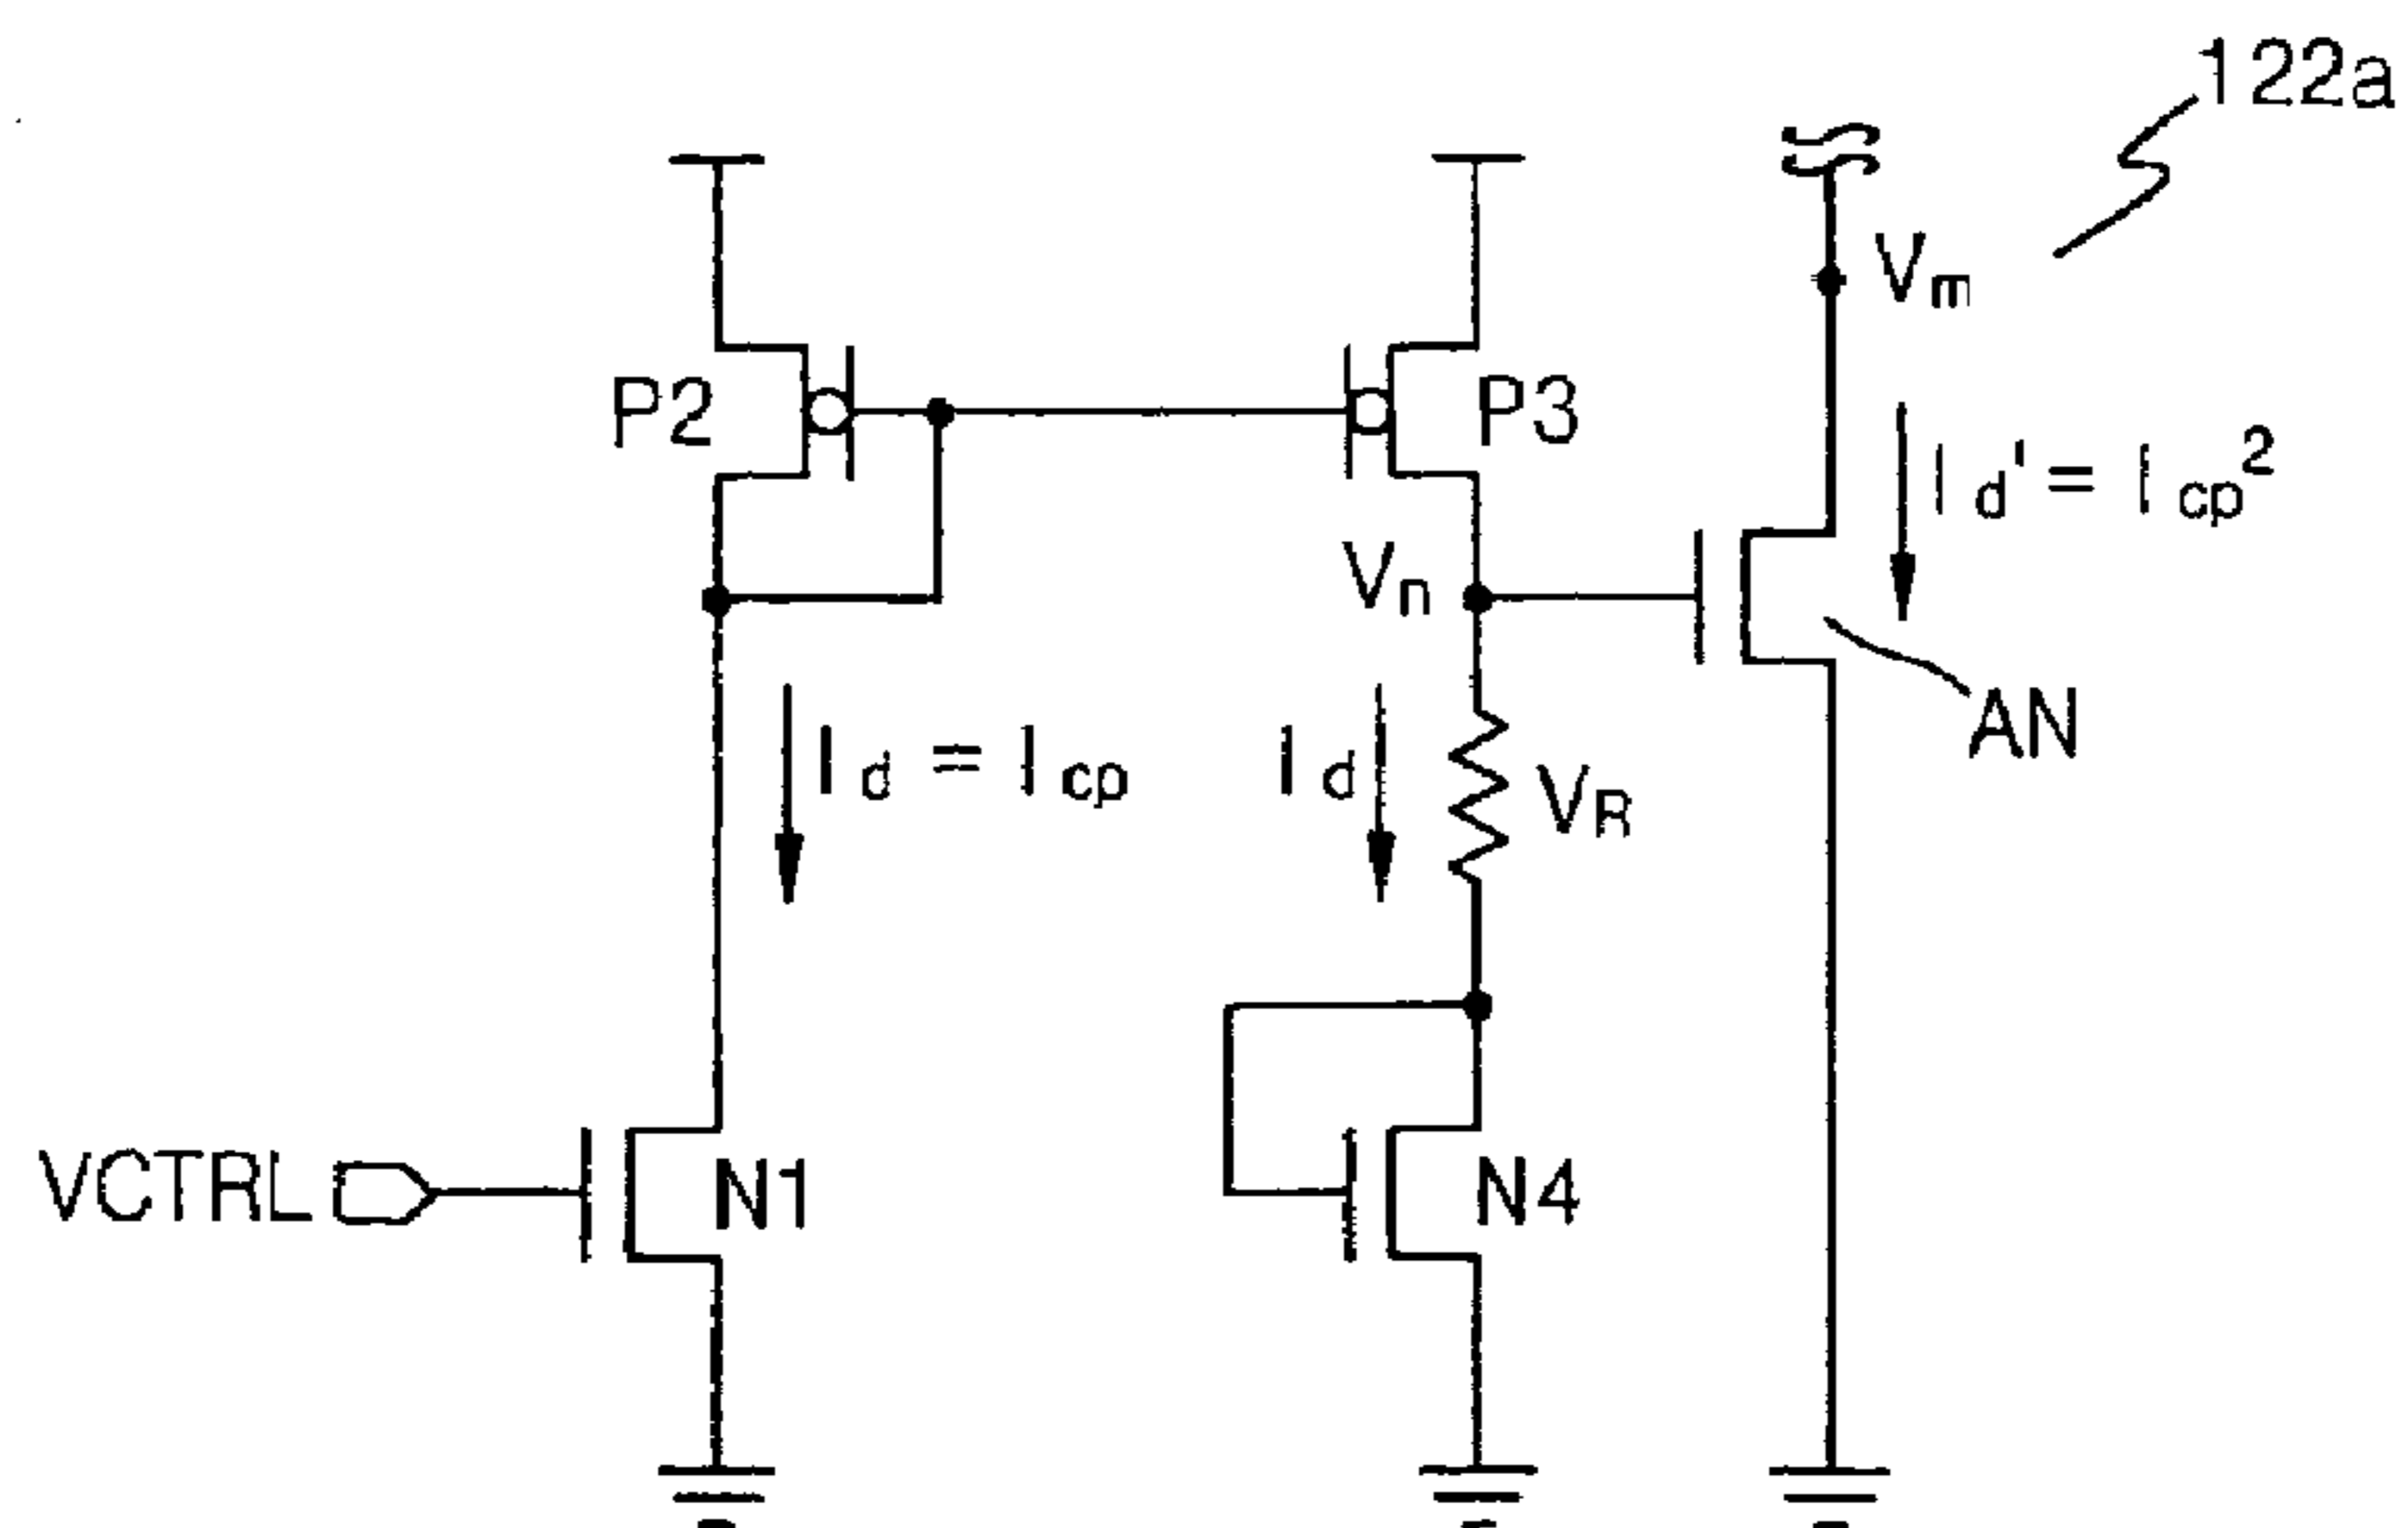 122a
Vm
P2
P3
Id' = Icp²
Vn
AN
Id = Icp
Id
VR
VCTRL
N1
N4